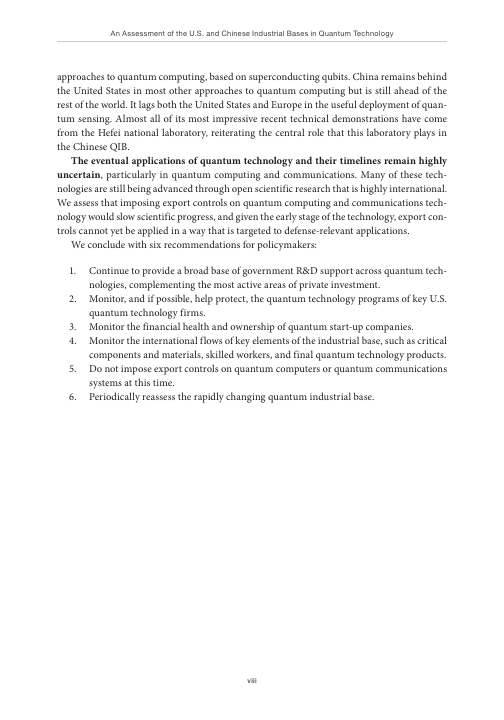 An Assessment of the U.S. and Chinese Industrial Bases in Quantum Technology
approaches to quantum computing, based on superconducting qubits. China remains behind
the United States in most other approaches to quantum computing but is still ahead of the
rest of the world. It lags both the United States and Europe in the useful deployment of quan-
tum sensing. Almost all of its most impressive recent technical demonstrations have come
from the Hefei national laboratory, reiterating the central role that this laboratory plays in
the Chinese QIB.
The eventual applications of quantum technology and their timelines remain highly
uncertain, particularly in quantum computing and communications. Many of these tech-
nologies are still being advanced through open scientific research that is highly international.
We assess that imposing export controls on quantum computing and communications tech-
nology would slow scientific progress, and given the early stage of the technology, export con-
trols cannot yet be applied in a way that is targeted to defense-relevant applications.
We conclude with six recommendations for policymakers:
1. Continue to provide a broad base of government R&D support across quantum tech-
nologies, complementing the most active areas of private investment.
2. Monitor, and if possible, help protect, the quantum technology programs of key U.S.
quantum technology firms.
3. Monitor the financial health and ownership of quantum start-up companies.
4. Monitor the international flows of key elements of the industrial base, such as critical
components and materials, skilled workers, and final quantum technology products.
5. Do not impose export controls on quantum computers or quantum communications
systems at this time.
6. Periodically reassess the rapidly changing quantum industrial base.
viii